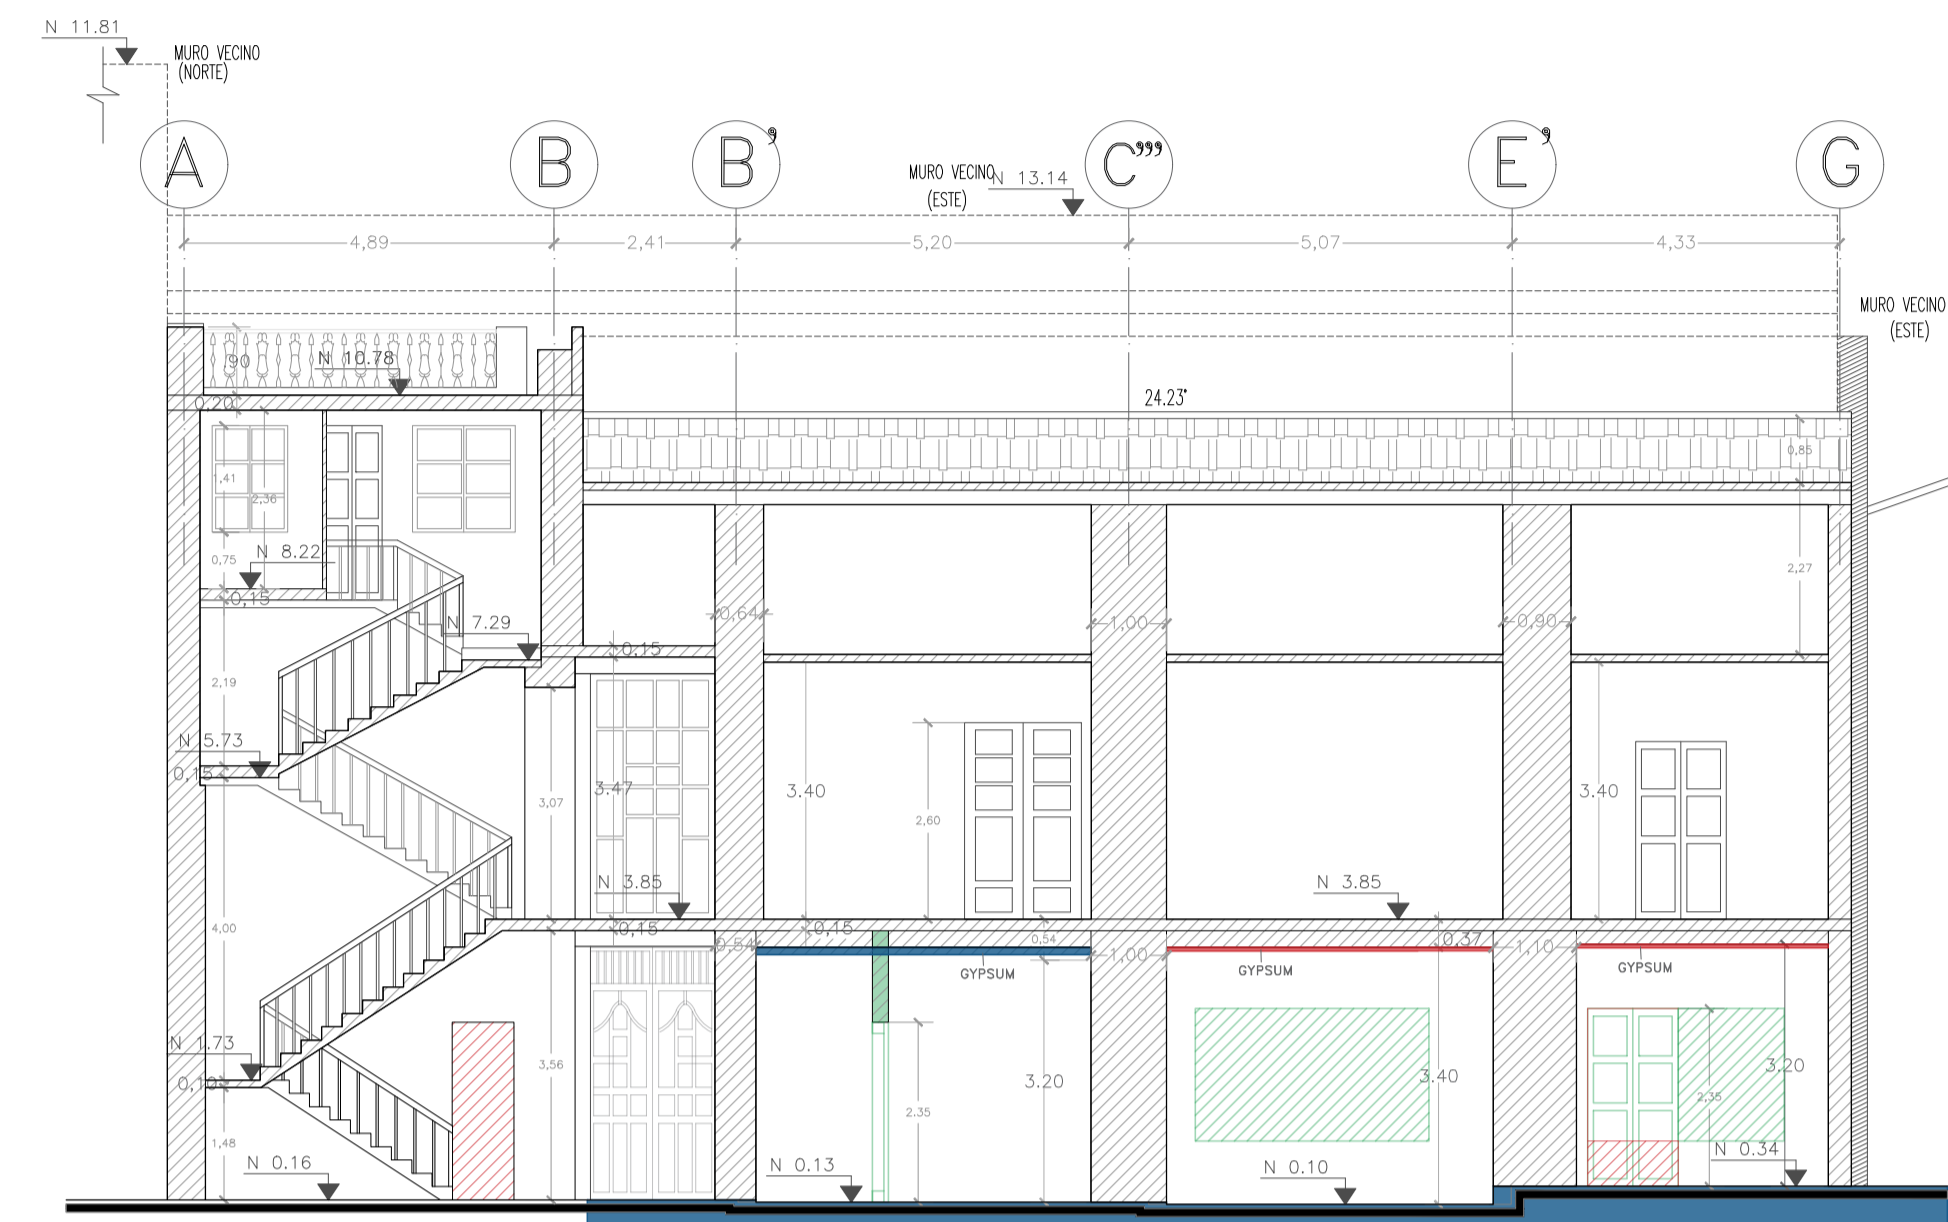 N 11.81
MURO VECINO
(NORTE)
A
B
B'
C'''
E'
G
MURO VECINO
(ESTE)
N 13.14
4,89
2,41
5,20
5,07
4,33
MURO VECINO
(ESTE)
,90
N 10.78
0,20
24.23°
1,41
2,36
0,85
0,75
N 8.22
0,15
2,27
N 7.29
0,15
0,64
1,00
0,90
2,19
N 5.73
0,15
3,07
3.47
3.40
2,60
3.40
N 3.85
N 3.85
4,00
0,15
0,15
0,54
0,54
1,00
0,37
1,10
GYPSUM
GYPSUM
GYPSUM
N 1.73
0,10
3,56
3.20
3.40
3.20
2.35
2,35
1,48
N 0.16
N 0.13
N 0.10
N 0.34